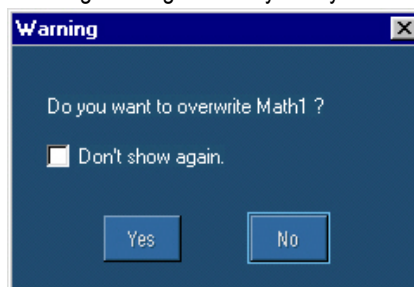 Warning
Do you want to overwrite Math1 ?
Don't show again.
Yes
No